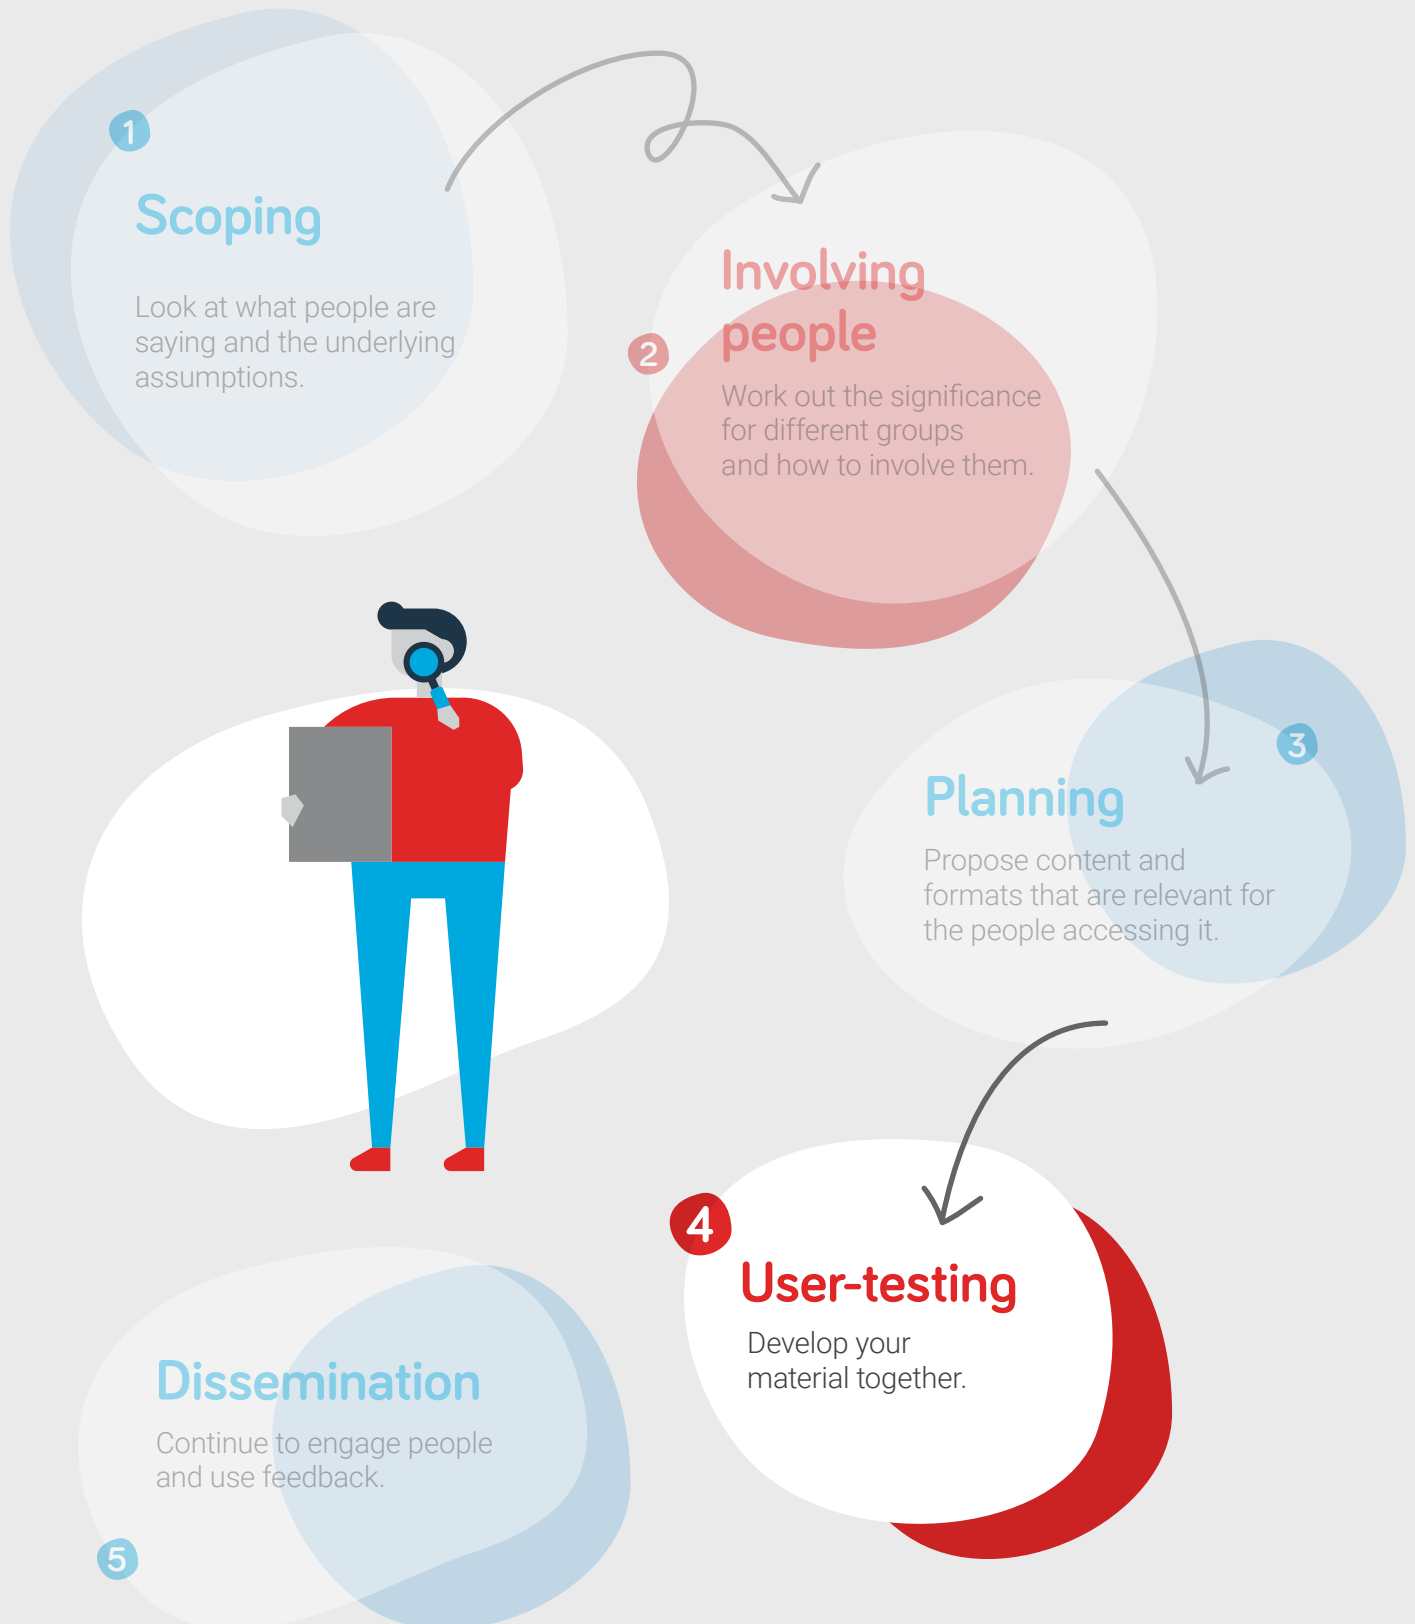 1
Scoping
Look at what people are
saying and the underlying
assumptions.
2
Involving
people
Work out the significance
for different groups
and how to involve them.
3
Planning
Propose content and
formats that are relevant for
the people accessing it.
4
User-testing
Develop your
material together.
Dissemination
Continue to engage people
and use feedback.
5